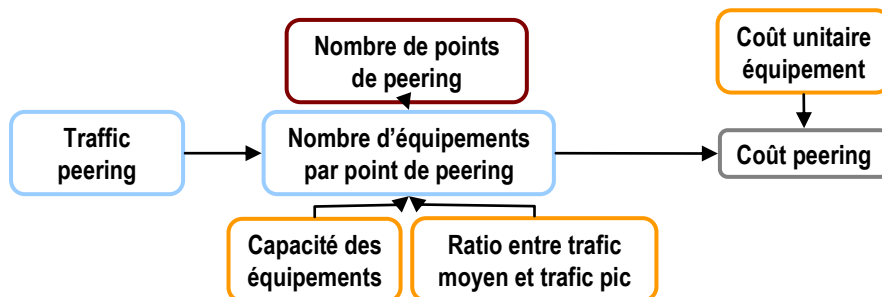 Nombre de points
de peering
Coût unitaire
équipement
Traffic
peering
Nombre d'équipements
par point de peering
Coût peering
Capacité des
équipements
Ratio entre trafic
moyen et trafic pic